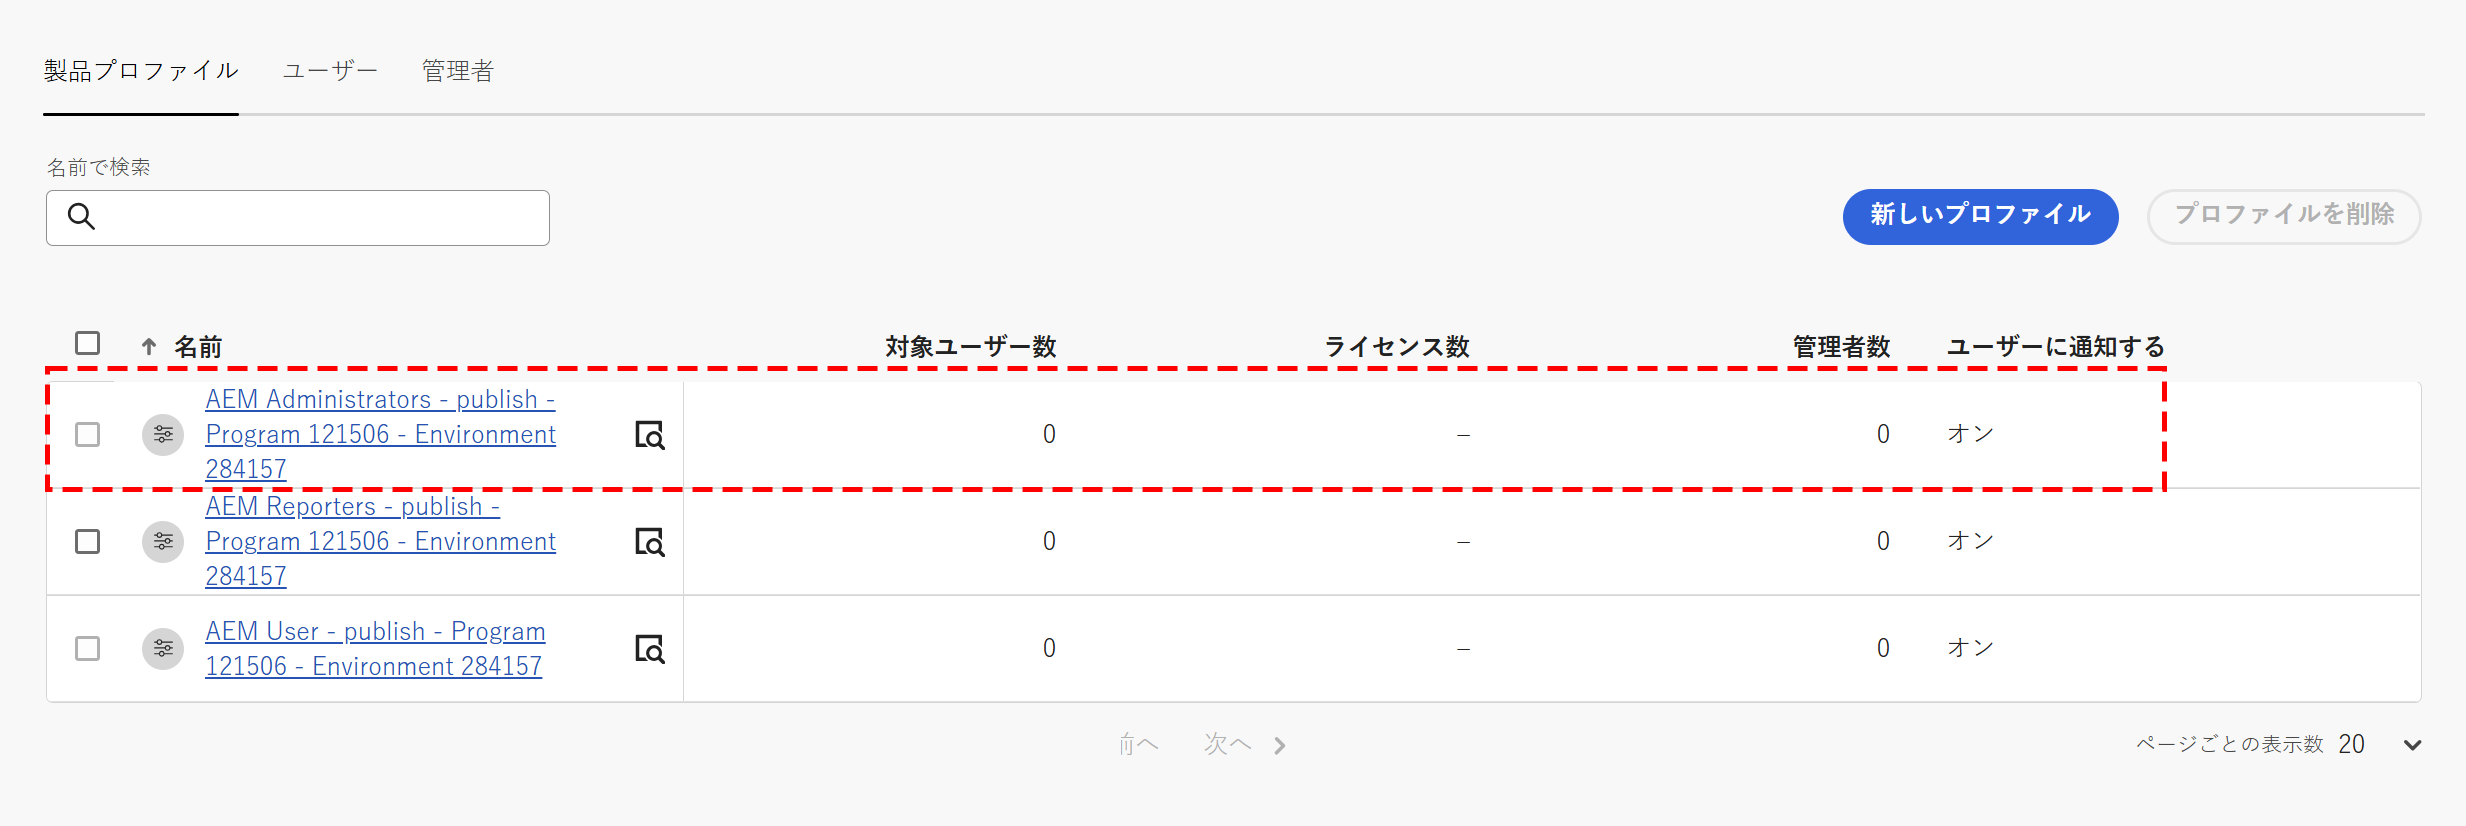 製品プロファイル ユーザー 管理者
名前で検索
新しいプロファイル プロファイルを削除
名前 対象ユーザー数 ライセンス数 管理者数 ユーザーに通知する
AEM Administrators - publish -
Program 121506 - Environment
284157
0 – 0 オン
AEM Reporters - publish -
Program 121506 - Environment
284157
0 – 0 オン
AEM User - publish - Program
121506 - Environment 284157
0 – 0 オン
前へ 次へ ページごとの表示数 20